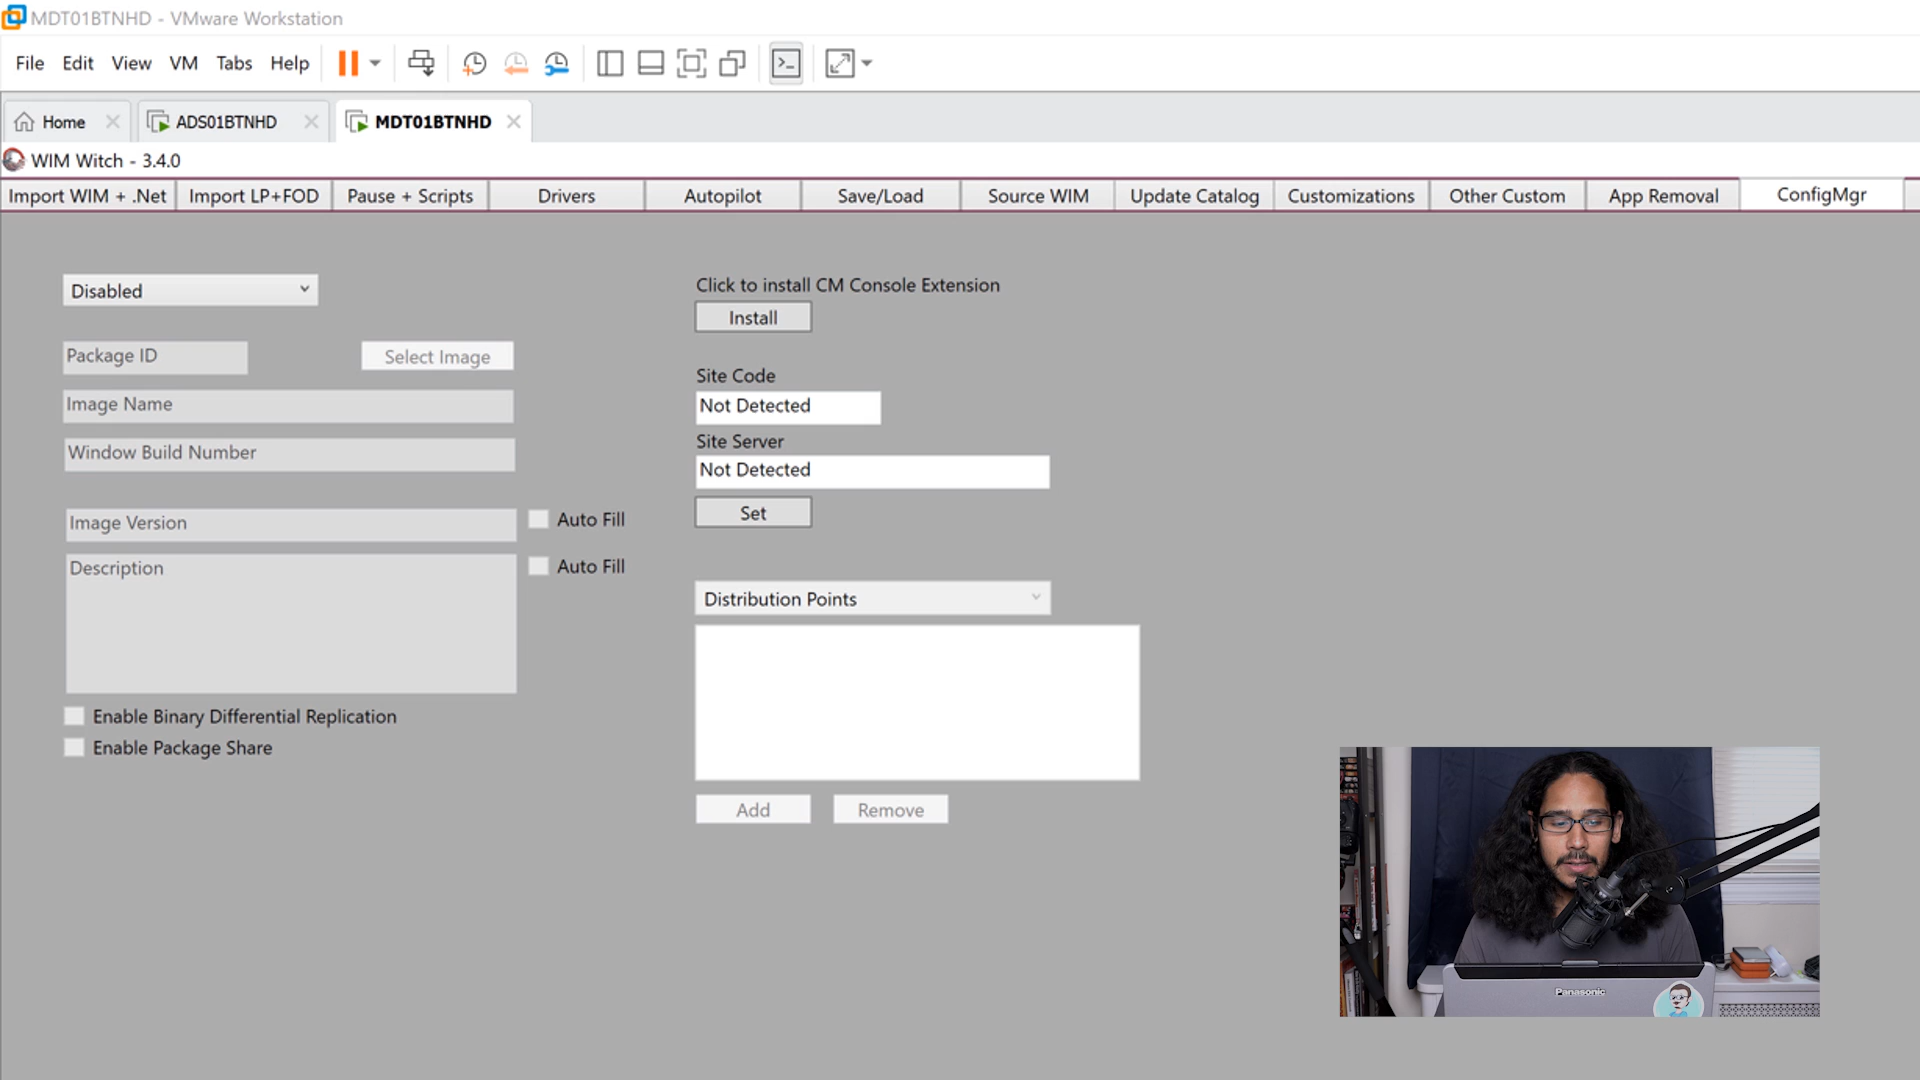 MDT01BTNHD - VMware Workstation
File Edit View VM Tabs Help
Home ADS01BTNHD MDT01BTNHD
WIM Witch - 3.4.0
Import WIM + .Net Import LP+FOD Pause + Scripts Drivers Autopilot Save/Load Source WIM Update Catalog Customizations Other Custom App Removal ConfigMgr
Disabled
Package ID Select Image
Image Name
Window Build Number
Image Version Auto Fill
Description Auto Fill
Enable Binary Differential Replication
Enable Package Share
Click to install CM Console Extension
Install
Site Code
Not Detected
Site Server
Not Detected
Set
Distribution Points
Add Remove
Panasonic